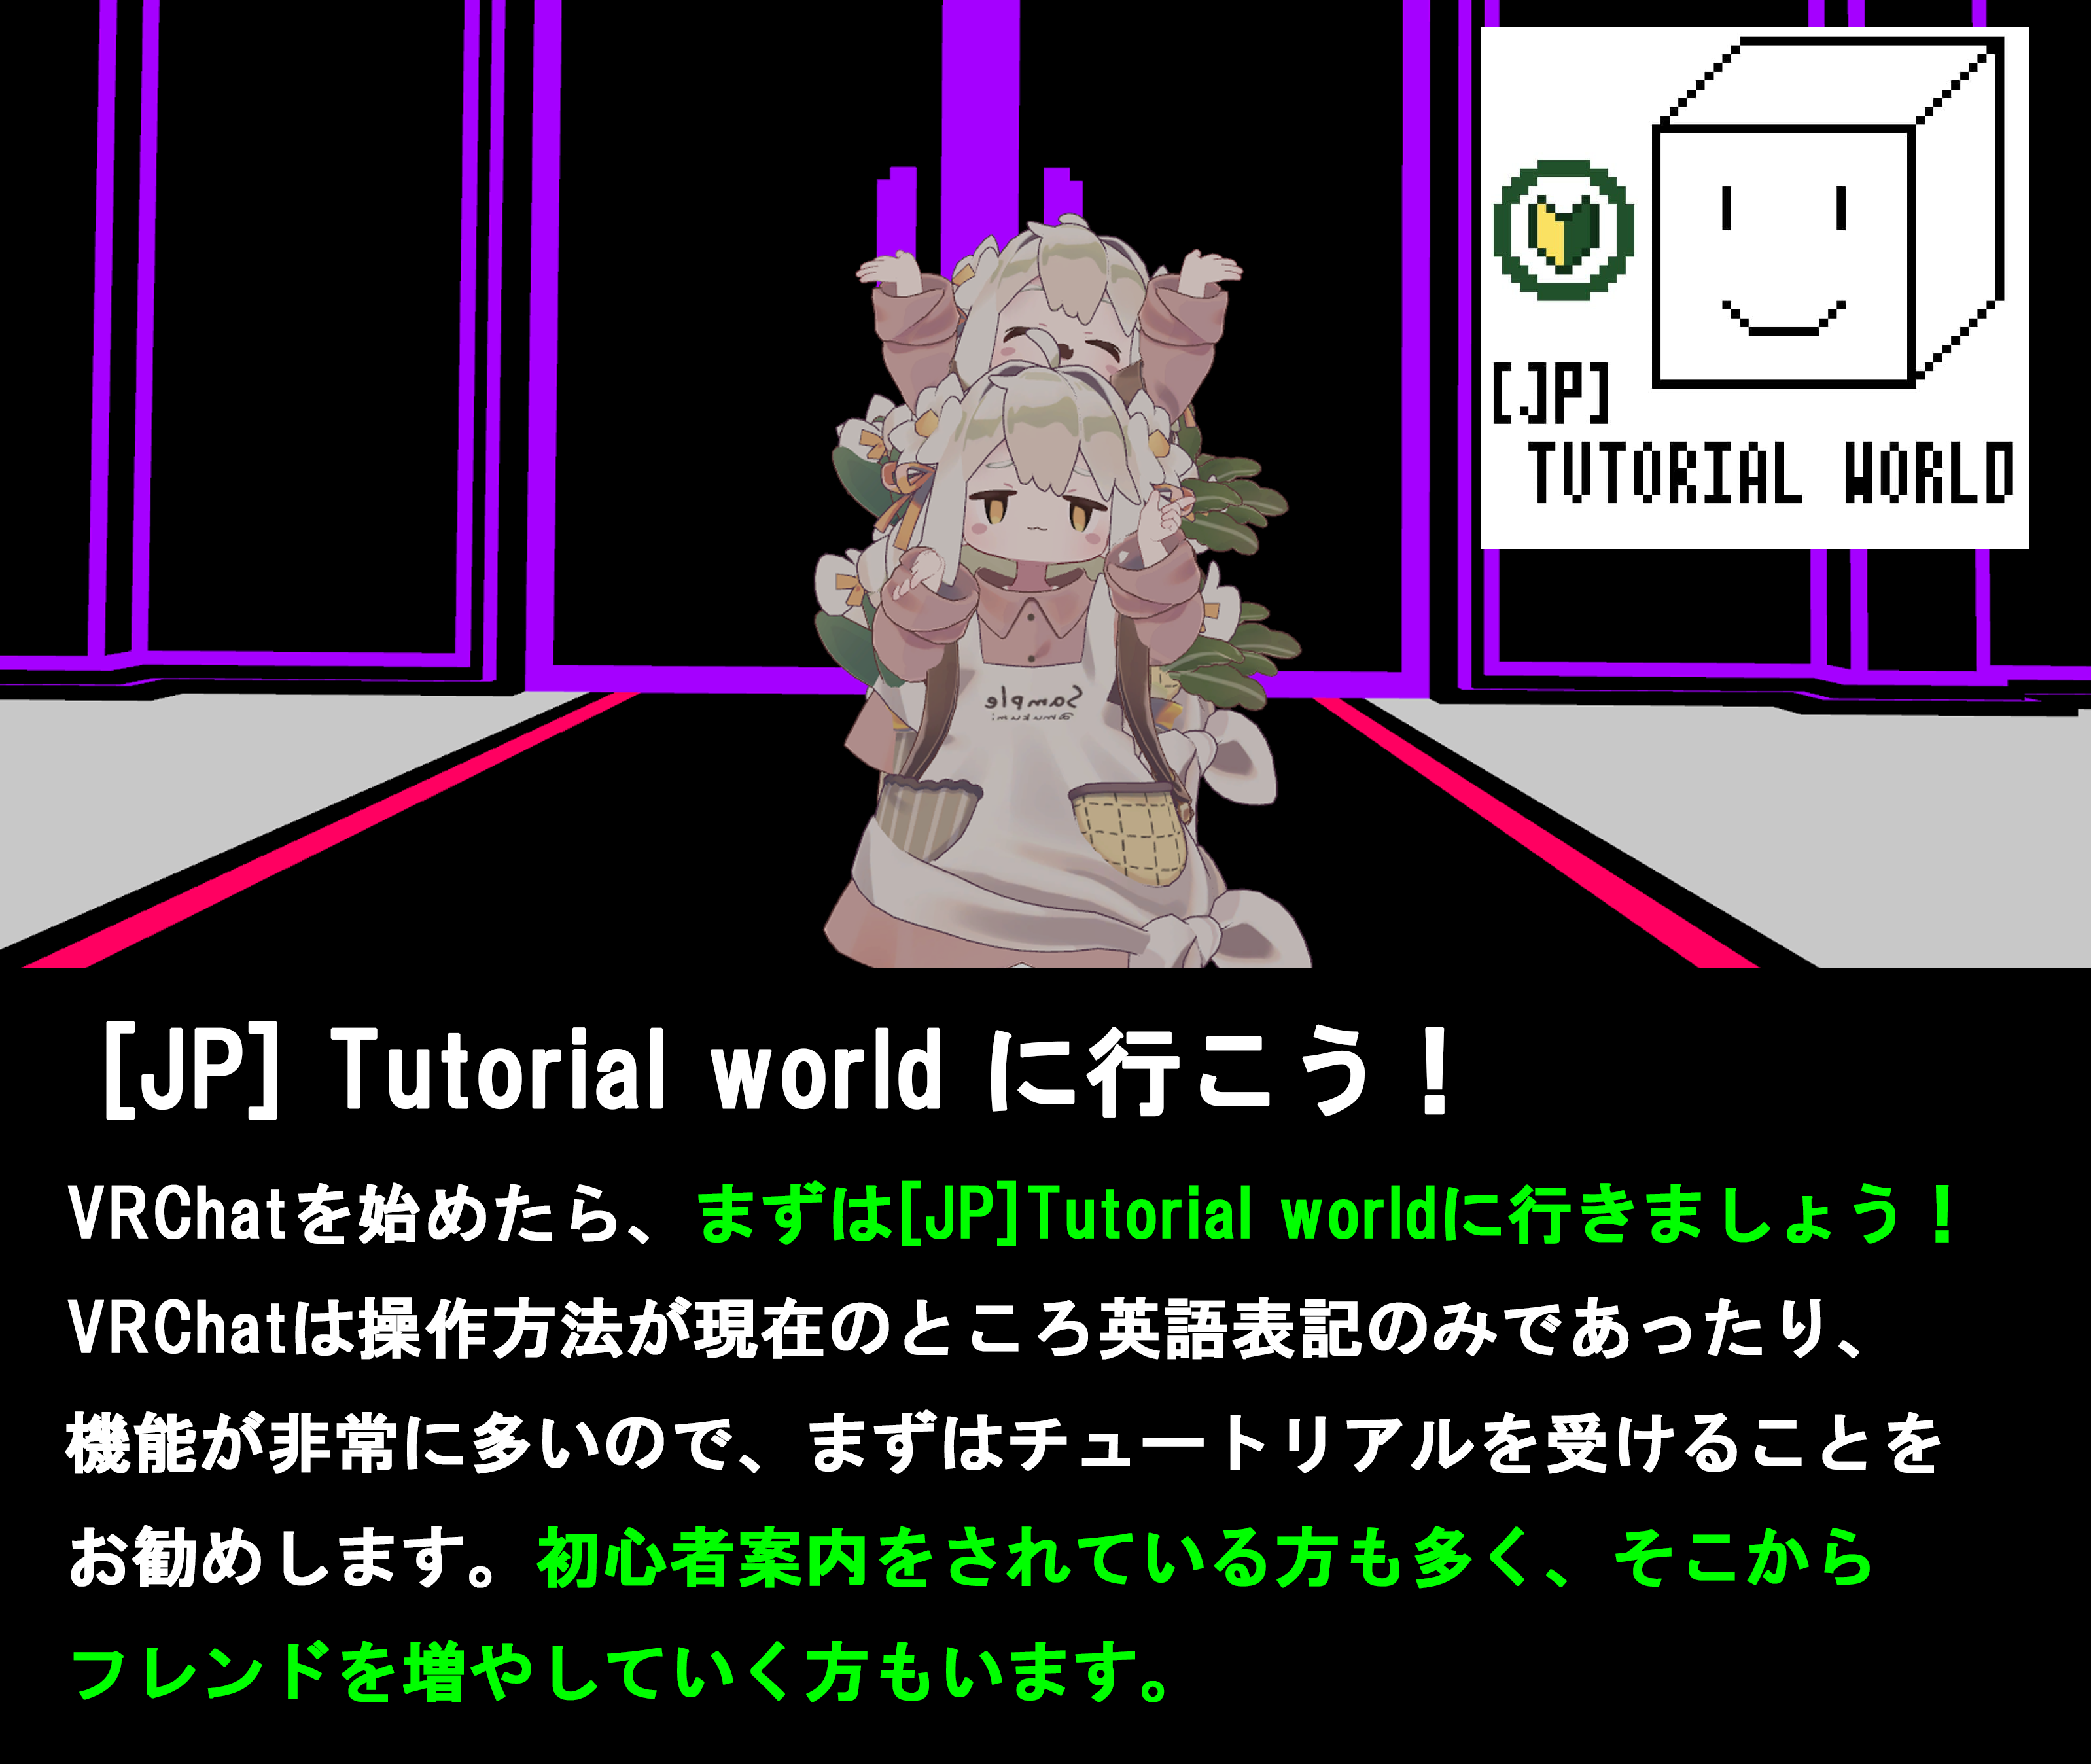 [JP]
TUTORIAL WORLD
Sample
@mukumi
[JP] Tutorial world に行こう！
VRChatを始めたら、まずは[JP]Tutorial worldに行きましょう！
VRChatは操作方法が現在のところ英語表記のみであったり、
機能が非常に多いので、まずはチュートリアルを受けることを
お勧めします。初心者案内をされている方も多く、そこから
フレンドを増やしていく方もいます。